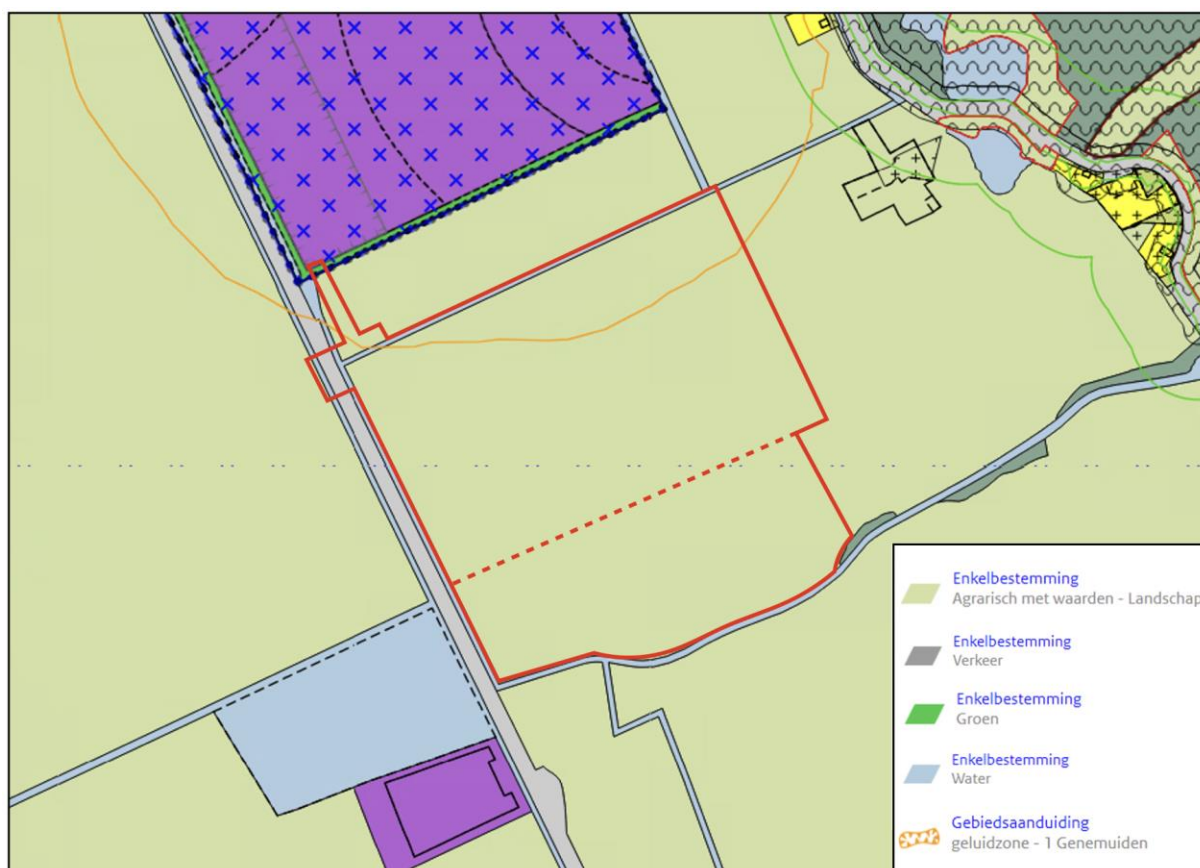 Enkelbestemming
Agrarisch met waarden - Landschap
Enkelbestemming
Verkeer
Enkelbestemming
Groen
Enkelbestemming
Water
Gebiedsaanduiding
geluidzone - 1 Genemuiden